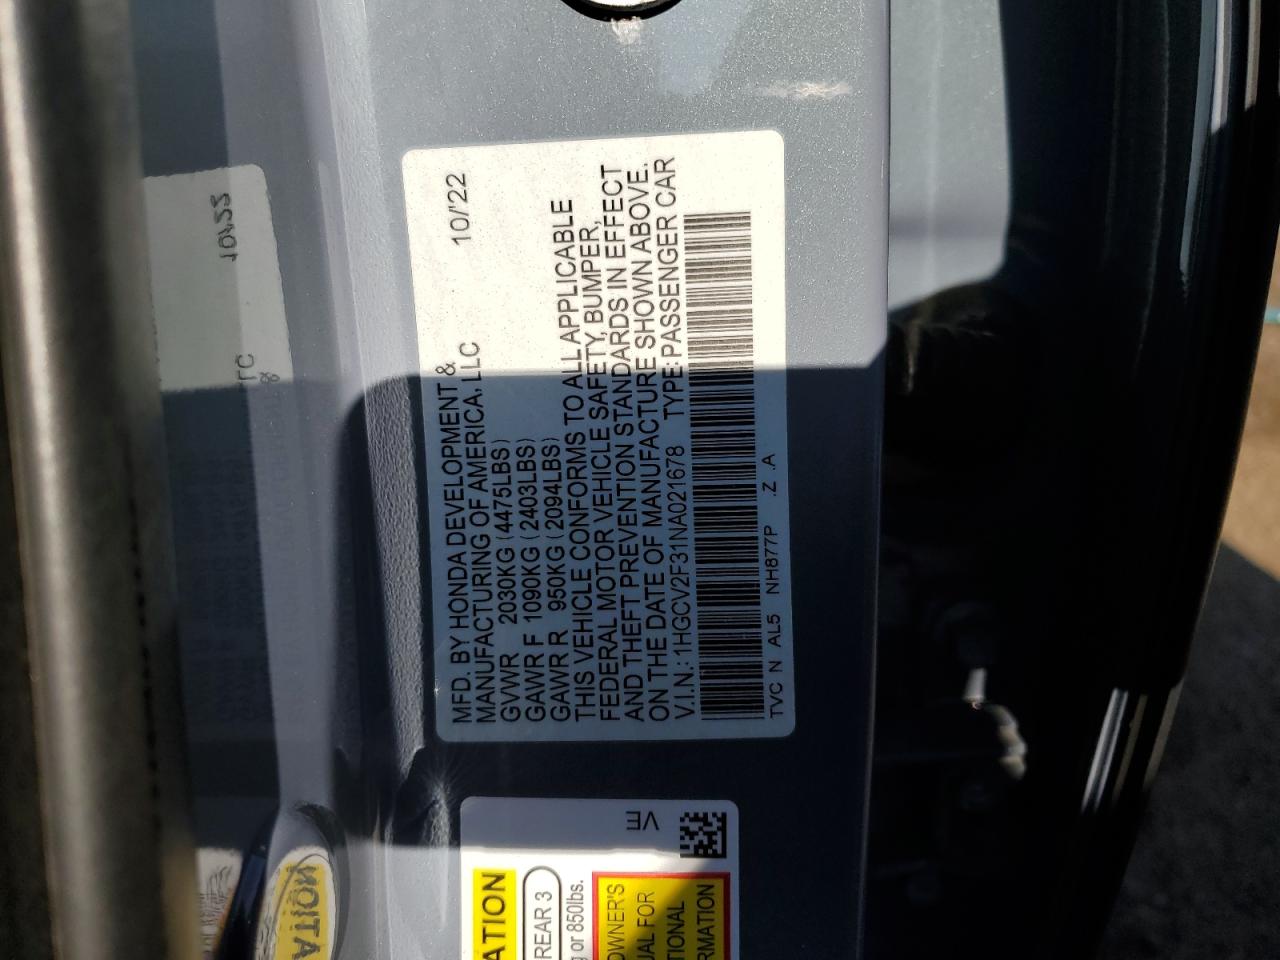 MFD. BY HONDA DEVELOPMENT & 10/'22
MANUFACTURING OF AMERICA, LLC
GVWR 2030KG (4475LBS)
GAWR F 1090KG (2403LBS)
GAWR R 950KG (2094LBS)
THIS VEHICLE CONFORMS TO ALL APPLICABLE
FEDERAL MOTOR VEHICLE SAFETY, BUMPER,
AND THEFT PREVENTION STANDARDS IN EFFECT
ON THE DATE OF MANUFACTURE SHOWN ABOVE.
V.I.N.: 1HGCV2F31NA021678 TYPE: PASSENGER CAR
TVC N AL5 NH877P .Z .A
VE
ATION
REAR 3
g or 850lbs.
OWNER'S
UAL FOR
TIONAL
RMATION